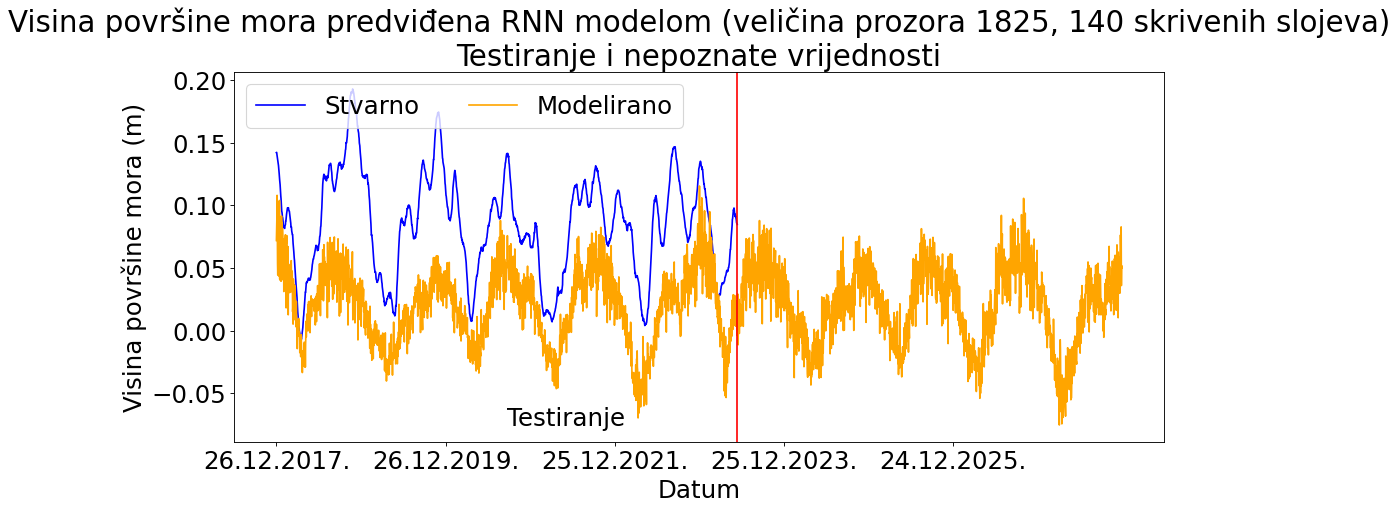 Visina površine mora predviđena RNN modelom (veličina prozora 1825, 140 skrivenih slojeva)
Testiranje i nepoznate vrijednosti
Stvarno
Modelirano
Visina površine mora (m)
0.20
0.15
0.10
0.05
0.00
−0.05
Testiranje
26.12.2017.
26.12.2019.
25.12.2021.
25.12.2023.
24.12.2025.
Datum